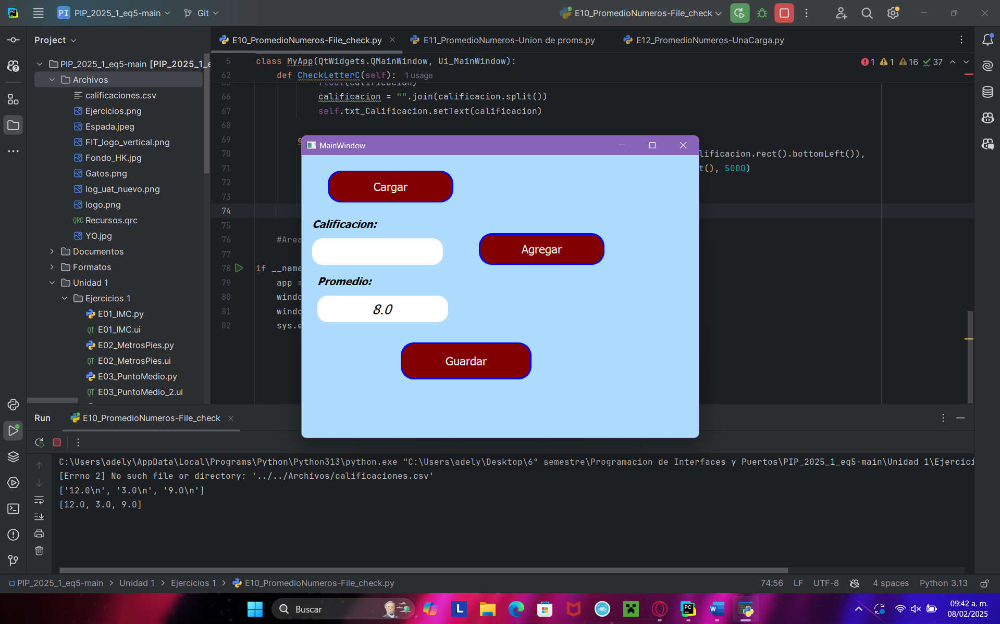 PC
PI PIP_2025_1_eq5-main Git E10_PromedioNumeros-File_check
Project
PIP_2025_1_eq5-main [PIP_2025_1_e
Archivos
calificaciones.csv
Ejercicios.png
Espada.jpeg
FIT_logo_vertical.png
Fondo_HK.jpg
Gatos.png
log_uat_nuevo.png
logo.png
QRC Recursos.qrc
YO.jpg
Documentos
Formatos
Unidad 1
Ejercicios 1
E01_IMC.py
QT E01_IMC.ui
E02_MetrosPies.py
QT E02_MetrosPies.ui
E03_PuntoMedio.py
QT E03_PuntoMedio_2.ui
E10_PromedioNumeros-File_check.py E11_PromedioNumeros-Union de proms.py E12_PromedioNumeros-UnaCarga.py
1 1 16 37
5 class MyApp(QtWidgets.QMainWindow, Ui_MainWindow):
62 def CheckLetterC(self): 1 usage
65 float(calificacion)
66 calificacion = "".join(calificacion.split())
67 self.txt_Calificacion.setText(calificacion)
68
69 e
70 lificacion.rect().bottomLeft()),
71 t(), 5000)
72
73
74
75
76 #Area
77
78 if __name
79 app =
80 windo
81 windo
82 sys.e
MainWindow
Cargar
Calificacion:
Agregar
Promedio:
8.0
Guardar
Run E10_PromedioNumeros-File_check
C:\Users\adely\AppData\Local\Programs\Python\Python313\python.exe "C:\Users\adely\Desktop\6° semestre\Programacion de Interfaces y Puertos\PIP_2025_1_eq5-main\Unidad 1\Ejercici
[Errno 2] No such file or directory: '../../Archivos/calificaciones.csv'
['12.0\n', '3.0\n', '9.0\n']
[12.0, 3.0, 9.0]
PIP_2025_1_eq5-main > Unidad 1 > Ejercicios 1 > E10_PromedioNumeros-File_check.py 74:56 LF UTF-8 4 spaces Python 3.13
Buscar
L
PC
W
09:42 a. m.
08/02/2025